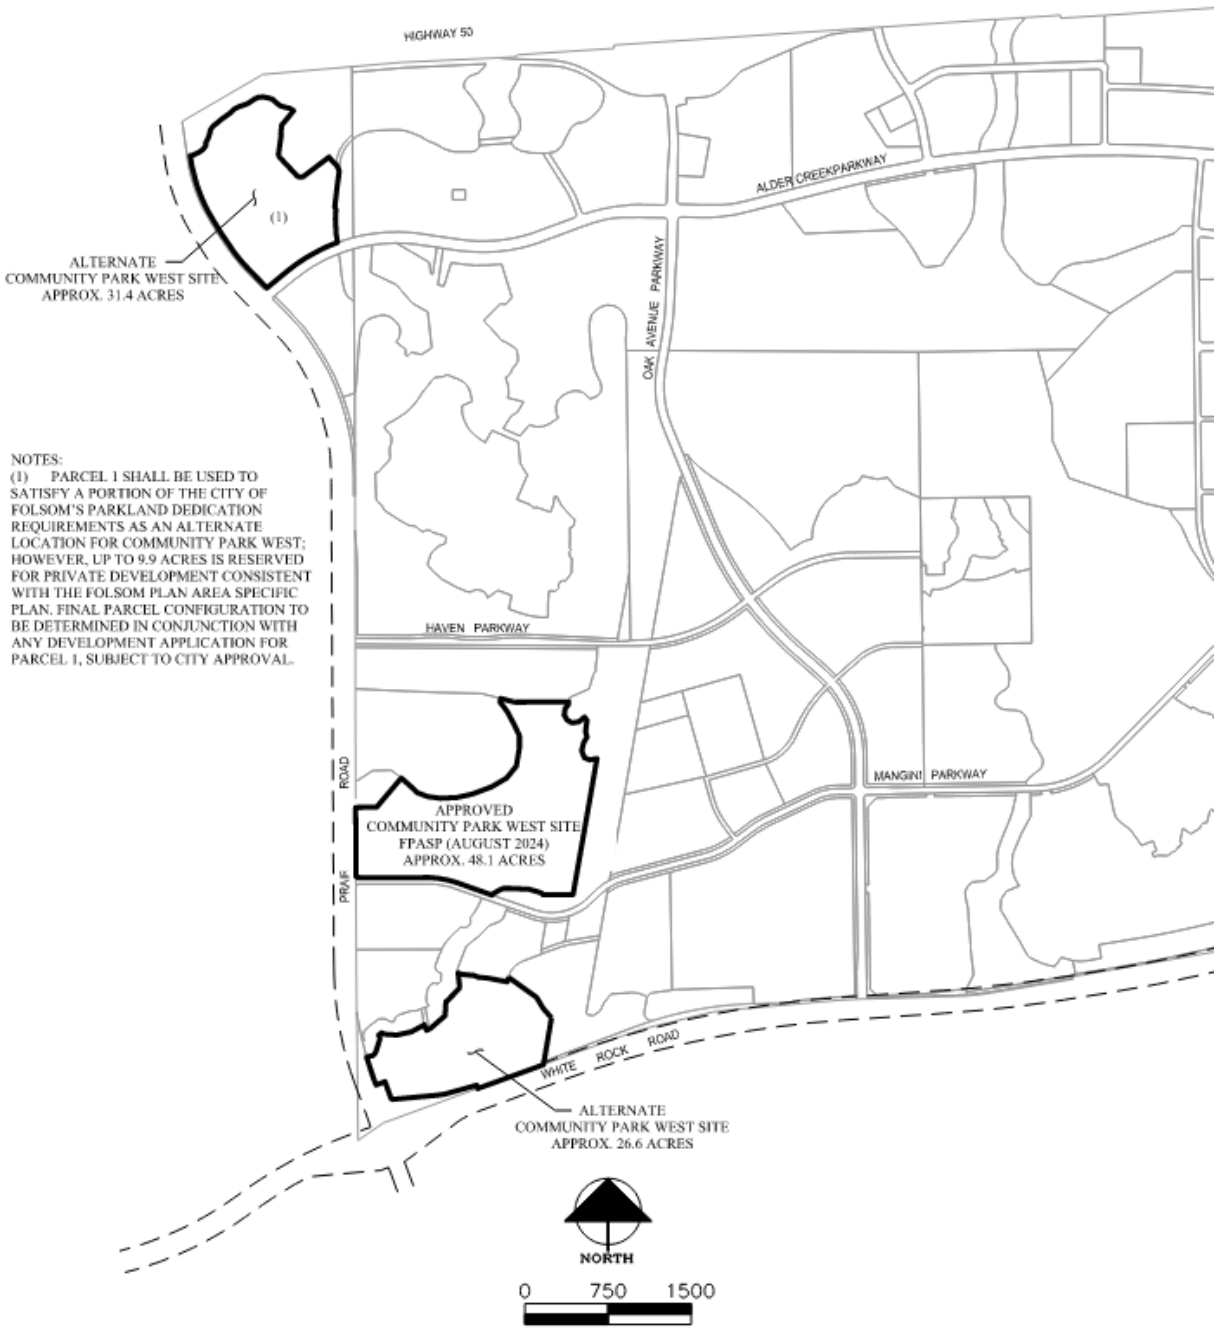 HIGHWAY 50
ALDER CREEKPARKWAY
(1)
OAK AVENUE PARKWAY
ALTERNATE
COMMUNITY PARK WEST SITE
APPROX. 31.4 ACRES
NOTES:
(1) PARCEL 1 SHALL BE USED TO
SATISFY A PORTION OF THE CITY OF
FOLSOM'S PARKLAND DEDICATION
REQUIREMENTS AS AN ALTERNATE
LOCATION FOR COMMUNITY PARK WEST;
HOWEVER, UP TO 9.9 ACRES IS RESERVED
FOR PRIVATE DEVELOPMENT CONSISTENT
WITH THE FOLSOM PLAN AREA SPECIFIC
PLAN. FINAL PARCEL CONFIGURATION TO
BE DETERMINED IN CONJUNCTION WITH
ANY DEVELOPMENT APPLICATION FOR
PARCEL 1, SUBJECT TO CITY APPROVAL.
HAVEN PARKWAY
MANGINI PARKWAY
PRAIF ROAD
APPROVED
COMMUNITY PARK WEST SITE
FPASP (AUGUST 2024)
APPROX. 48.1 ACRES
WHITE ROCK ROAD
ALTERNATE
COMMUNITY PARK WEST SITE
APPROX. 26.6 ACRES
NORTH
0 750 1500